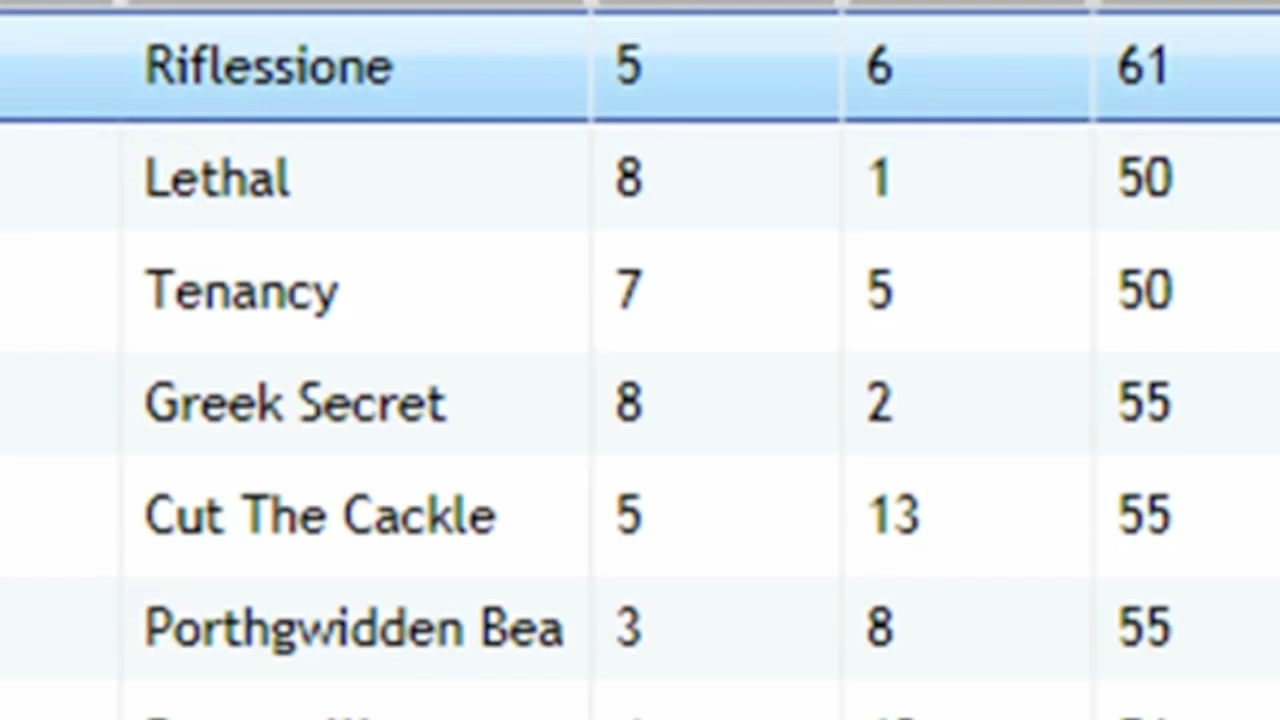 Riflessione 5 6 61
Lethal 8 1 50
Tenancy 7 5 50
Greek Secret 8 2 55
Cut The Cackle 5 13 55
Porthgwidden Bea 3 8 55